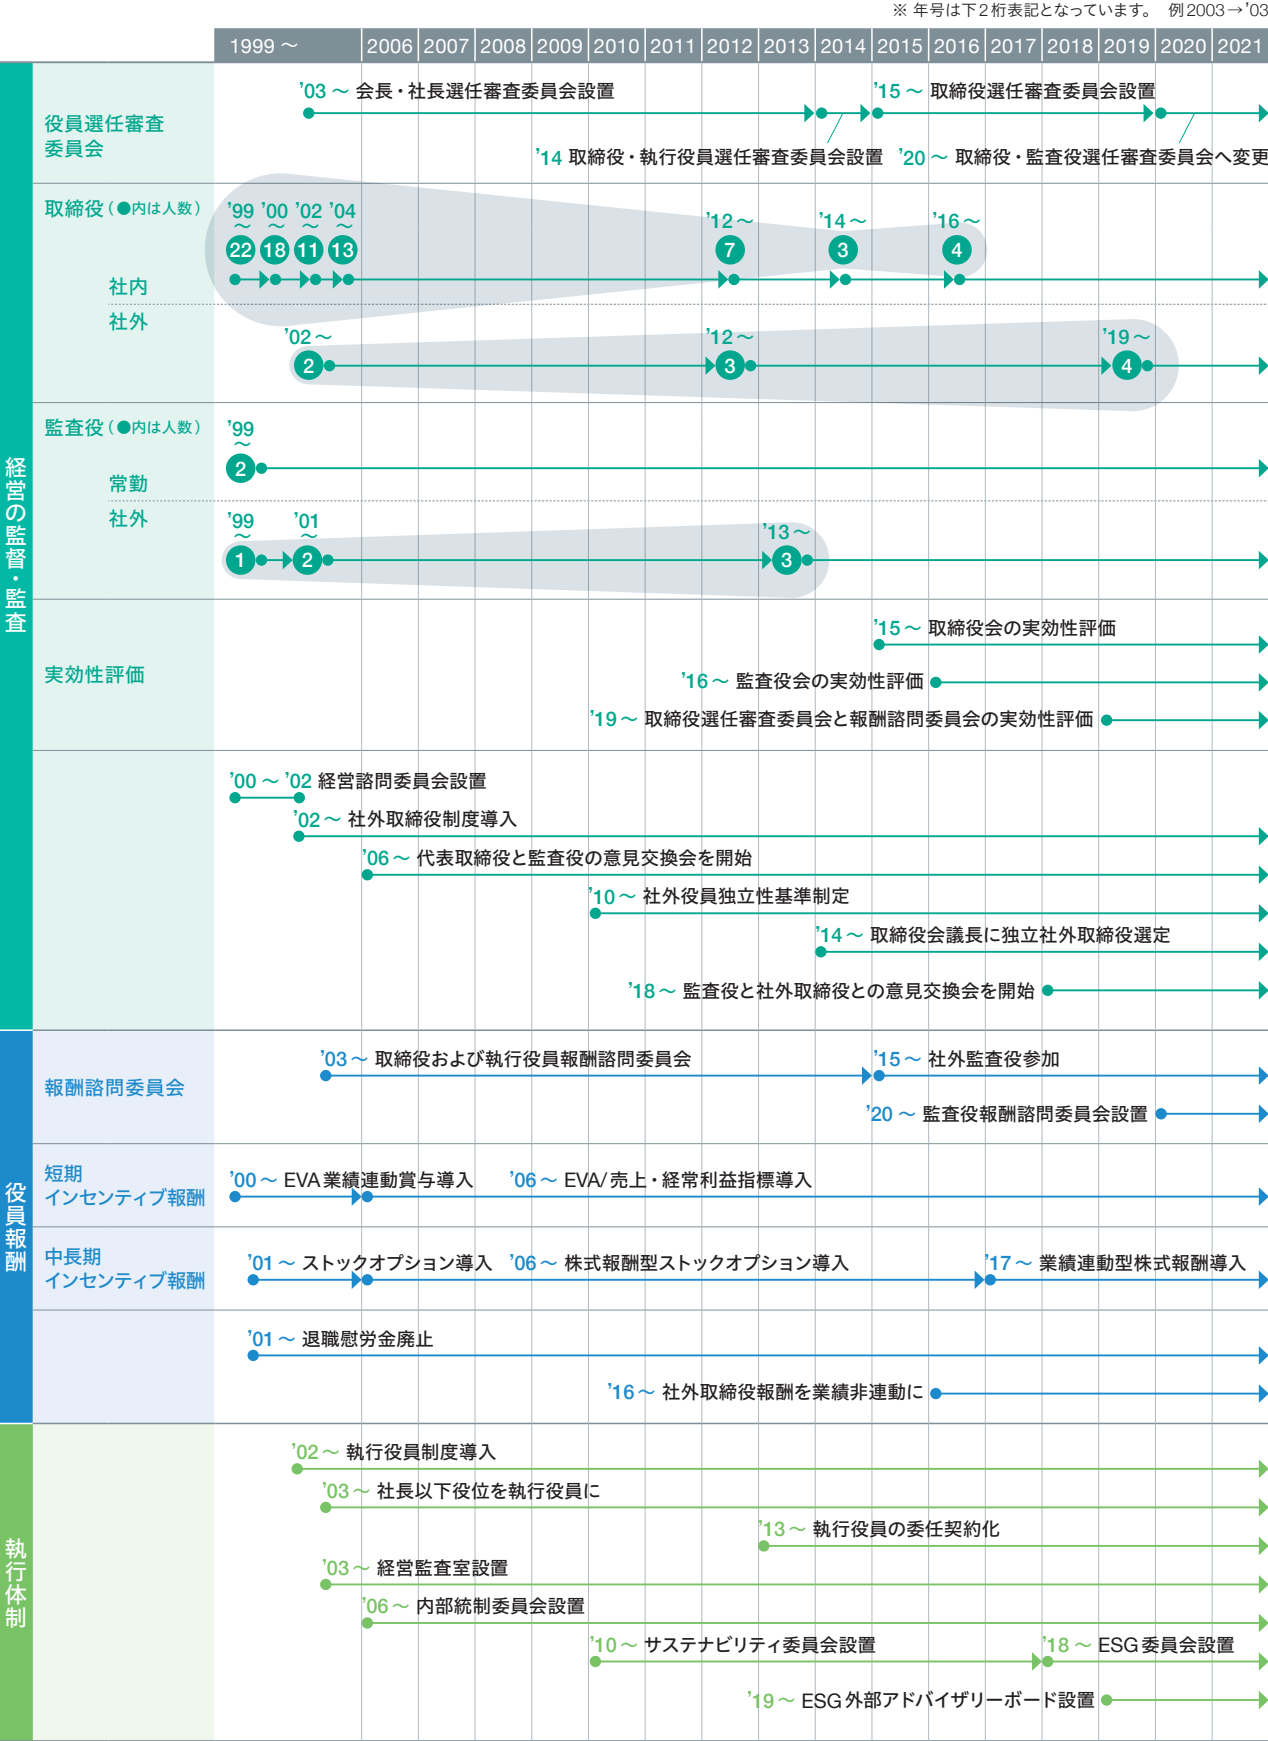 ※ 年号は下2桁表記となっています。 例2003→’03
1999～ 2006 2007 2008 2009 2010 2011 2012 2013 2014 2015 2016 2017 2018 2019 2020 2021
経営の監督・監査
役員選任審査
委員会
’03～ 会長・社長選任審査委員会設置
’15～ 取締役選任審査委員会設置
’14 取締役・執行役員選任審査委員会設置
’20～ 取締役・監査役選任審査委員会へ変更
取締役（●内は人数）
社内
’99～ ’00～ ’02～ ’04～ ’12～ ’14～ ’16～
22 18 11 13 7 3 4
社外
’02～ ’12～ ’19～
2 3 4
監査役（●内は人数）
常勤
’99～
2
社外
’99～ ’01～ ’13～
1 2 3
実効性評価
’15～ 取締役会の実効性評価
’16～ 監査役会の実効性評価
’19～ 取締役選任審査委員会と報酬諮問委員会の実効性評価
’00～’02 経営諮問委員会設置
’02～ 社外取締役制度導入
’06～ 代表取締役と監査役の意見交換会を開始
’10～ 社外役員独立性基準制定
’14～ 取締役会議長に独立社外取締役選定
’18～ 監査役と社外取締役との意見交換会を開始
役員報酬
報酬諮問委員会
’03～ 取締役および執行役員報酬諮問委員会
’15～ 社外監査役参加
’20～ 監査役報酬諮問委員会設置
短期
インセンティブ報酬
’00～ EVA業績連動賞与導入
’06～ EVA/売上・経常利益指標導入
中長期
インセンティブ報酬
’01～ ストックオプション導入
’06～ 株式報酬型ストックオプション導入
’17～ 業績連動型株式報酬導入
’01～ 退職慰労金廃止
’16～ 社外取締役報酬を業績非連動に
執行体制
’02～ 執行役員制度導入
’03～ 社長以下役位を執行役員に
’13～ 執行役員の委任契約化
’03～ 経営監査室設置
’06～ 内部統制委員会設置
’10～ サステナビリティ委員会設置
’18～ ESG委員会設置
’19～ ESG外部アドバイザリーボード設置